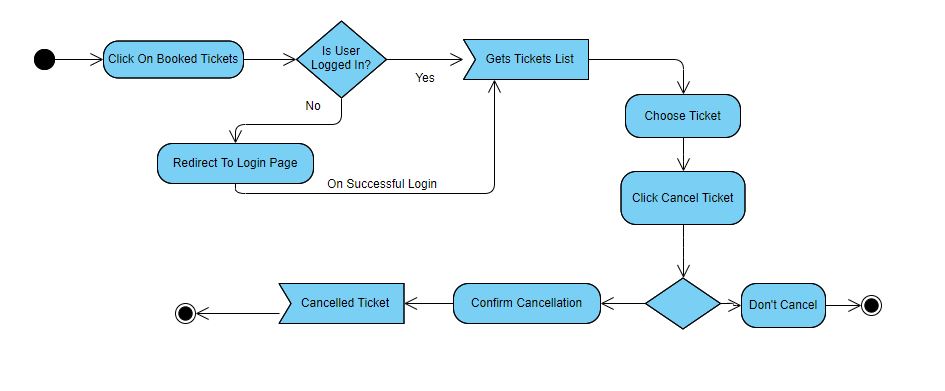 Click On Booked Tickets
Is User
Logged In?
Yes
Gets Tickets List
No
Choose Ticket
Redirect To Login Page
On Successful Login
Click Cancel Ticket
Cancelled Ticket
Confirm Cancellation
Don't Cancel